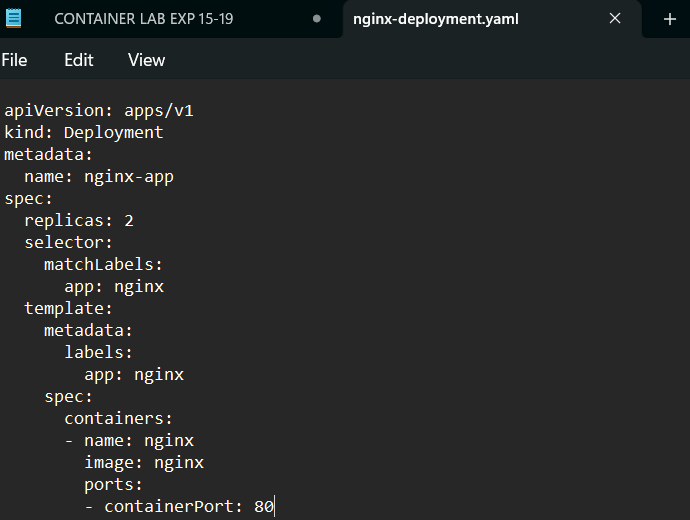 CONTAINER LAB EXP 15-19
nginx-deployment.yaml
File Edit View
apiVersion: apps/v1
kind: Deployment
metadata:
  name: nginx-app
spec:
  replicas: 2
  selector:
    matchLabels:
      app: nginx
  template:
    metadata:
      labels:
        app: nginx
    spec:
      containers:
      - name: nginx
        image: nginx
        ports:
        - containerPort: 80